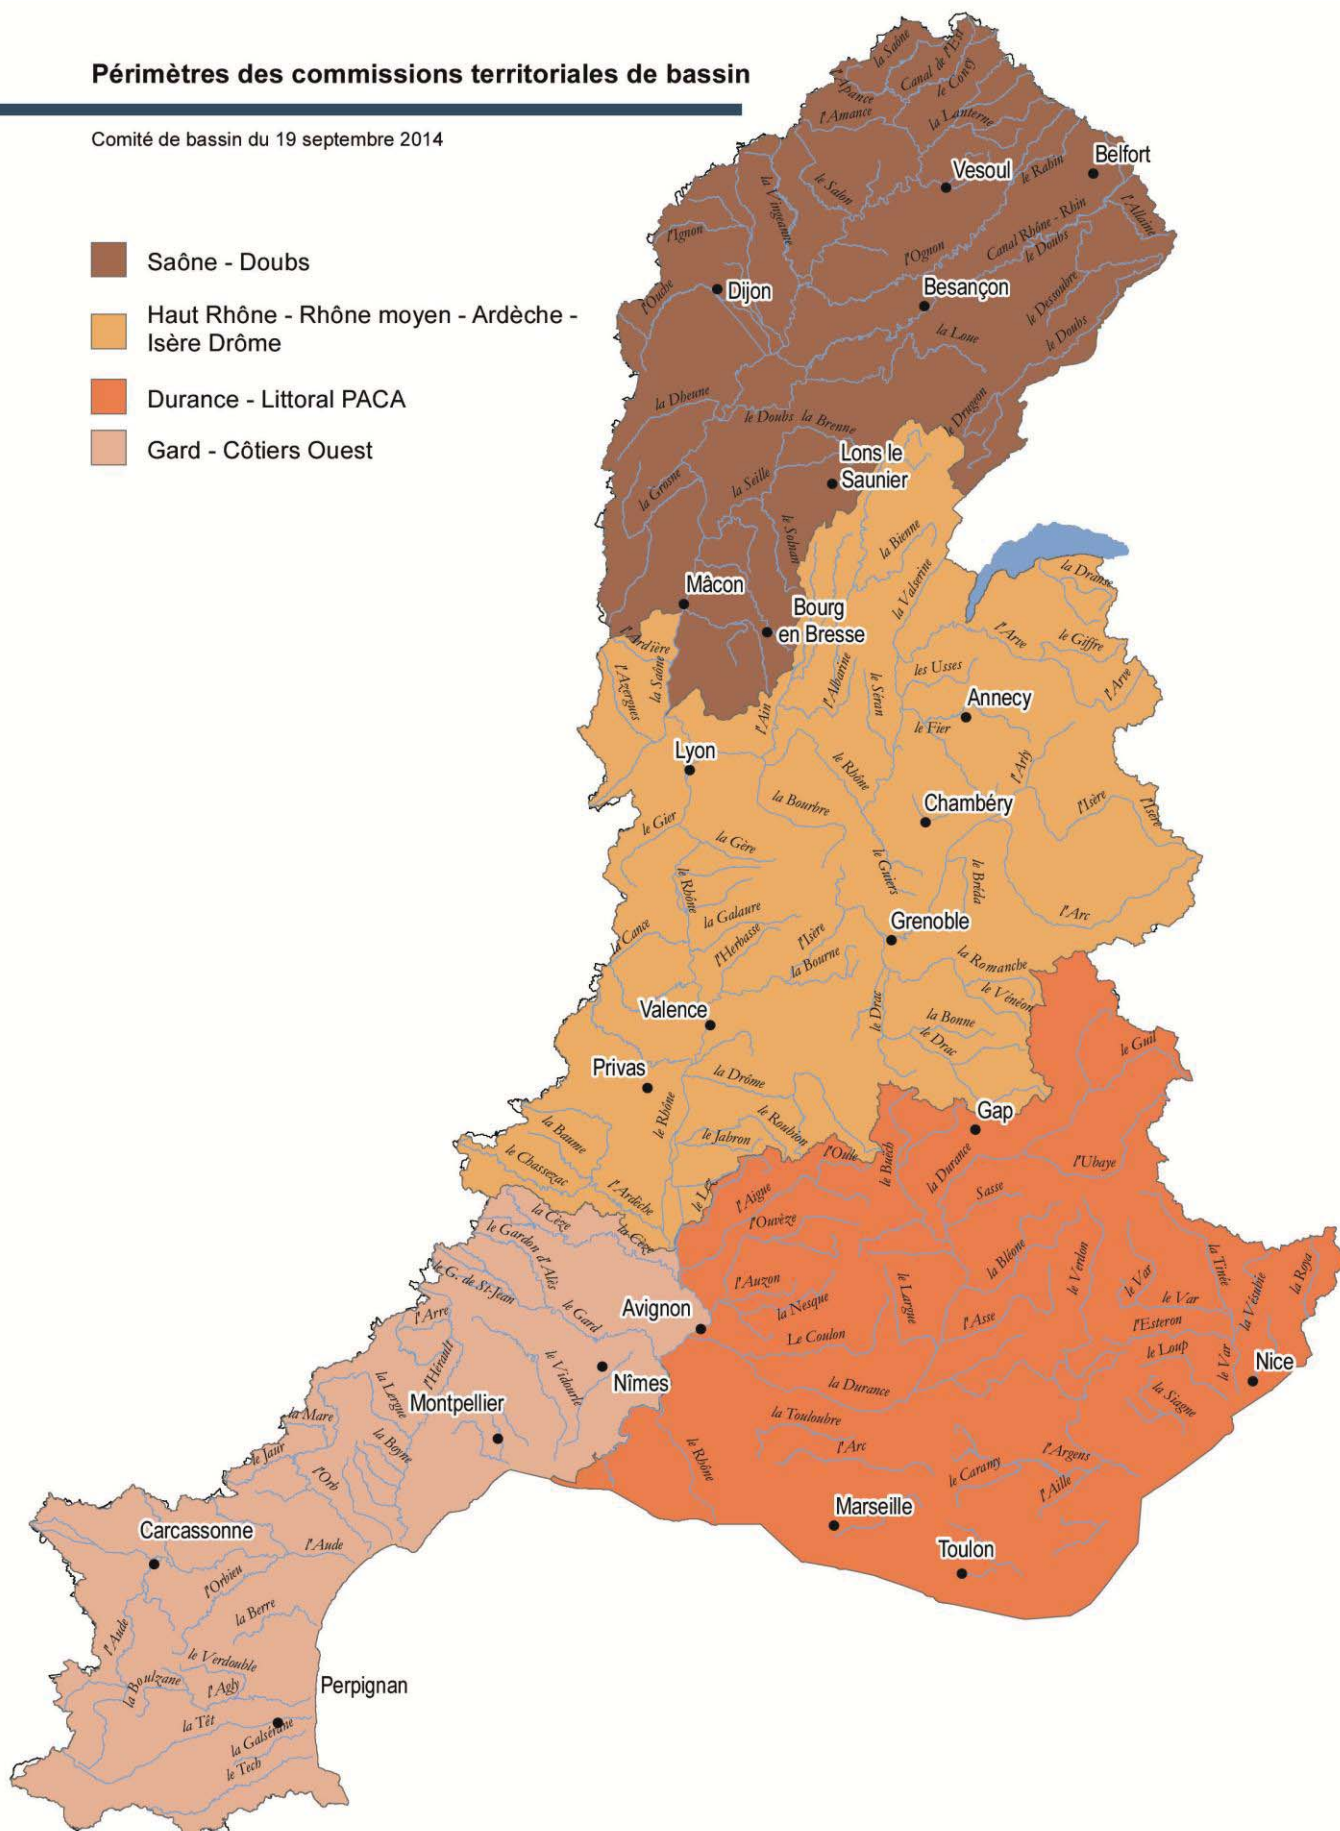 Périmètres des commissions territoriales de bassin
Comité de bassin du 19 septembre 2014
Saône - Doubs
Haut Rhône - Rhône moyen - Ardèche -
Isère Drôme
Durance - Littoral PACA
Gard - Côtiers Ouest
la Saône
Canal de l'Est
l'Apance
le Coney
l'Amance
la Lanterne
Vesoul
le Rabin
Belfort
le Salon
la Vingeanne
l'Allaine
l'Ignon
l'Ognon
Canal Rhône - Rhin
le Doubs
l'Ouche
Dijon
Besançon
le Dessoubre
la Loue
le Doubs
la Dheune
le Doubs
la Brenne
le Drugeon
Lons le
Saunier
la Grosne
la Seille
le Solnan
la Bienne
la Valserine
la Dranse
Mâcon
Bourg
en Bresse
l'Ardière
la Saône
l'Azergues
l'Arve
le Giffre
l'Albarine
le Séran
les Usses
l'Arve
l'Ain
Annecy
le Fier
Lyon
le Rhône
l'Arly
la Bourbre
Chambéry
l'Isère
l'Isère
le Gier
la Gère
le Guiers
le Bréda
le Rhône
la Galaure
l'Arc
la Cance
l'Herbasse
l'Isère
Grenoble
la Bourne
la Romanche
le Vénéon
Valence
le Drac
la Bonne
le Drac
le Guil
Privas
la Drôme
Gap
le Rhône
le Roubion
la Baume
le Jabron
le Chassezac
l'Oule
le Buëch
la Durance
l'Ubaye
l'Ardèche
le Le
l'Aigue
Sasse
la Cèze
l'Ouvèze
le Gardon d'Alès
la Cèze
la Bléone
le Verdon
la Tinée
le G. de St-Jean
l'Auzon
le Largue
le Var
la Vésubie
la Roya
la Nesque
le Var
Avignon
l'Arre
le Gard
Le Coulon
l'Asse
l'Esteron
le Loup
l'Hérault
le Vidourle
Nîmes
le Var
Nice
la Lergue
la Durance
la Siagne
Montpellier
la Mare
la Touloubre
le Jaur
la Boyne
le Rhône
l'Arc
l'Argens
l'Orb
le Caramy
l'Aille
Marseille
Carcassonne
l'Aude
Toulon
l'Orbieu
la Berre
l'Aude
le Verdouble
la Boulzane
l'Agly
Perpignan
la Têt
la Galsérane
le Tech